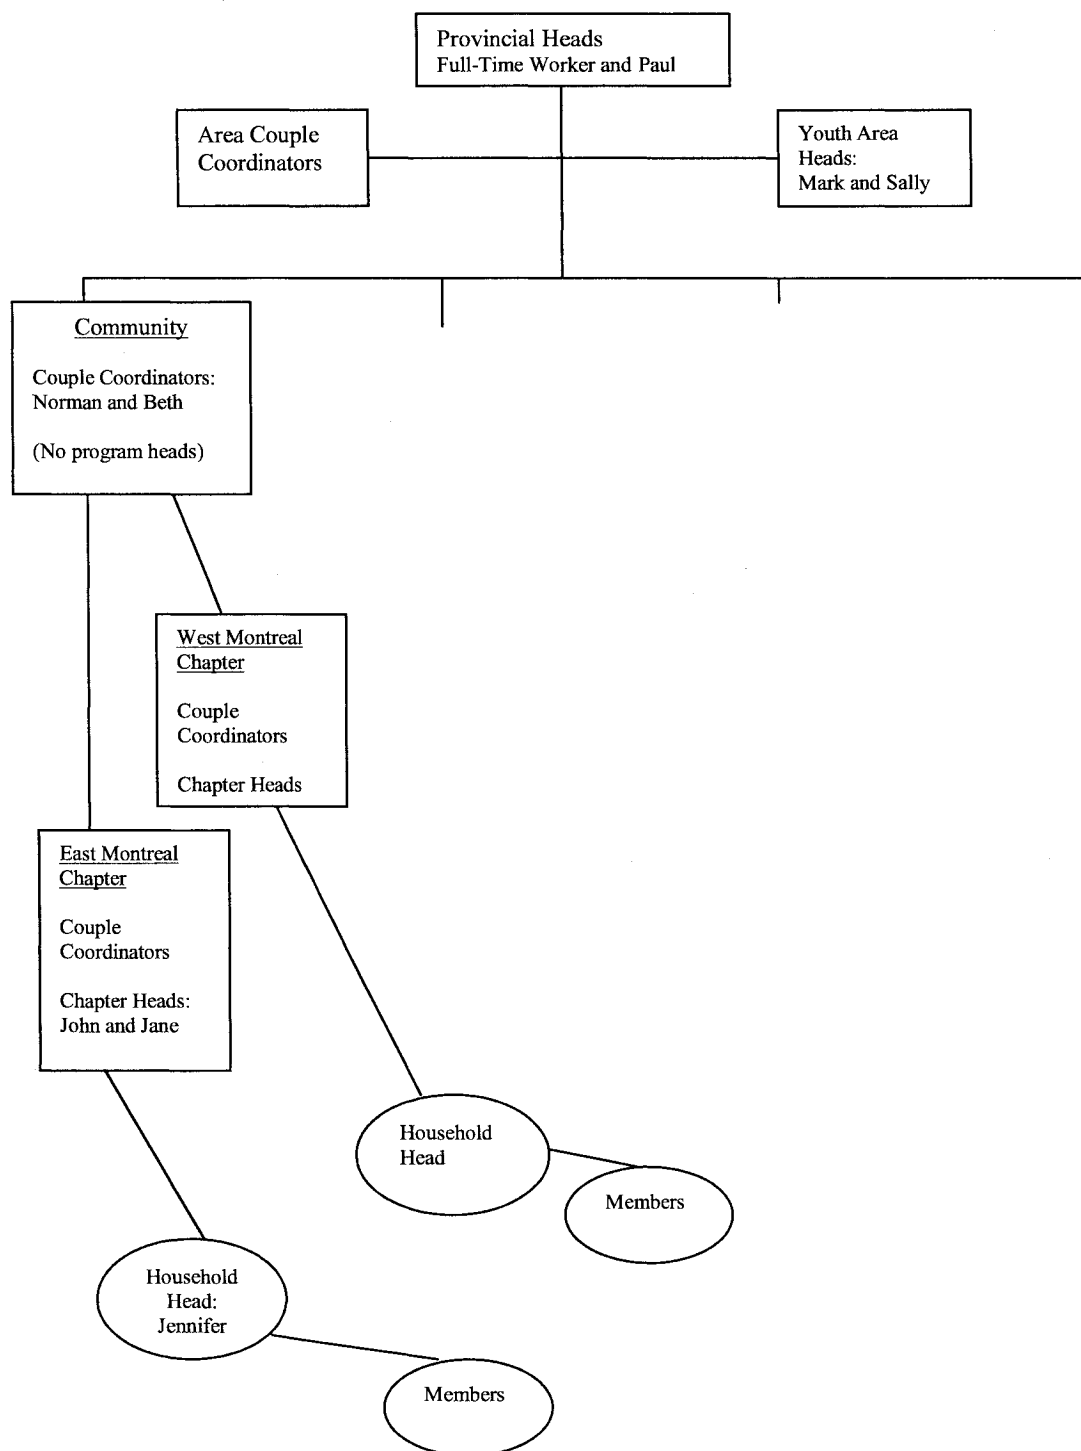 Provincial Heads
Full-Time Worker and Paul
Area Couple
Coordinators
Youth Area
Heads:
Mark and Sally
Community
Couple Coordinators:
Norman and Beth
(No program heads)
West Montreal
Chapter
Couple
Coordinators
Chapter Heads
East Montreal
Chapter
Couple
Coordinators
Chapter Heads:
John and Jane
Household
Head
Members
Household
Head:
Jennifer
Members